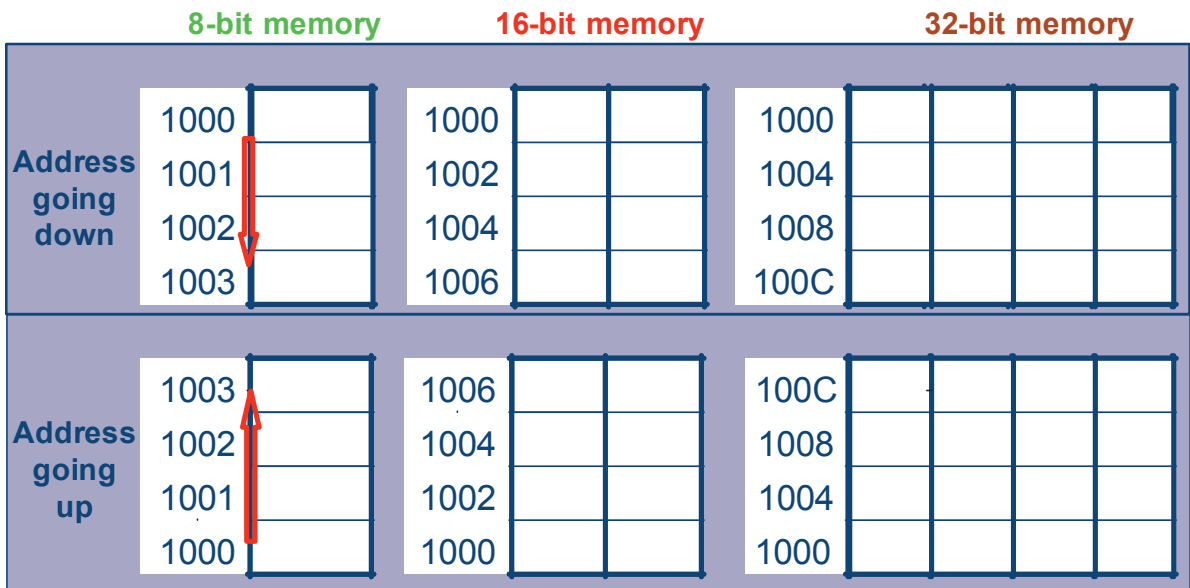 8-bit memory 16-bit memory 32-bit memory
Address going down
1000 1000 1000
1001 1002 1004
1002 1004 1008
1003 1006 100C
Address going up
1003 1006 100C
1002 1004 1008
1001 1002 1004
1000 1000 1000